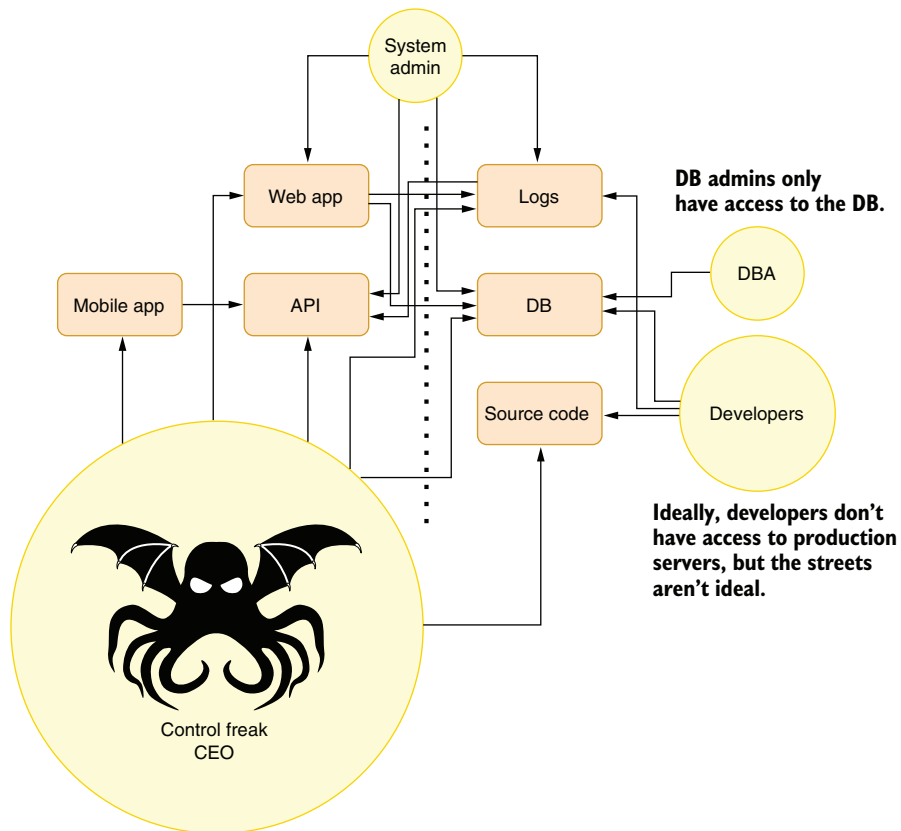 System
admin
Web app
Logs
DB admins only
have access to the DB.
Mobile app
API
DB
DBA
Source code
Developers
Ideally, developers don’t
have access to production
servers, but the streets
aren’t ideal.
Control freak
CEO